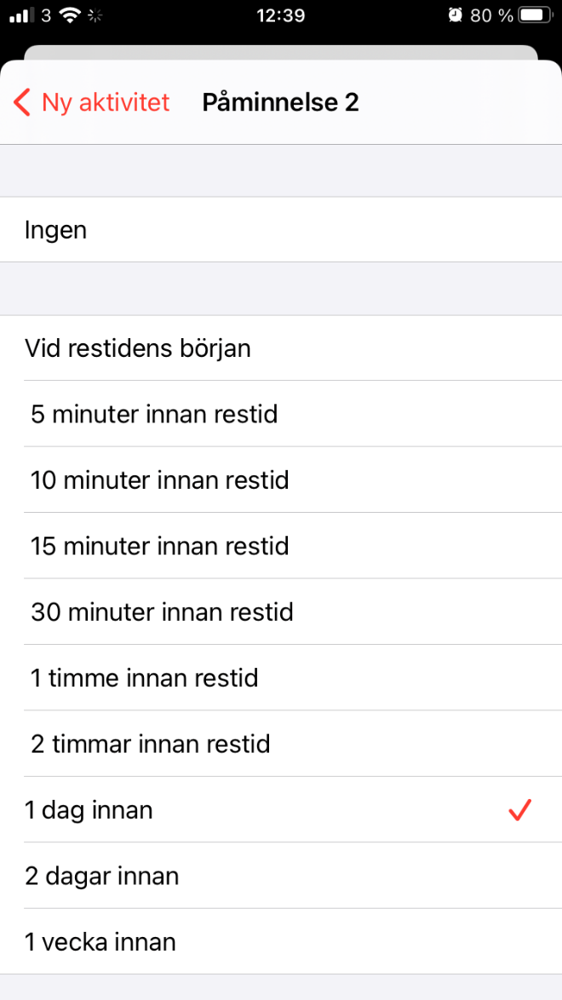 3 12:39 80 %
Ny aktivitet Påminnelse 2
Ingen
Vid restidens början
5 minuter innan restid
10 minuter innan restid
15 minuter innan restid
30 minuter innan restid
1 timme innan restid
2 timmar innan restid
1 dag innan
2 dagar innan
1 vecka innan